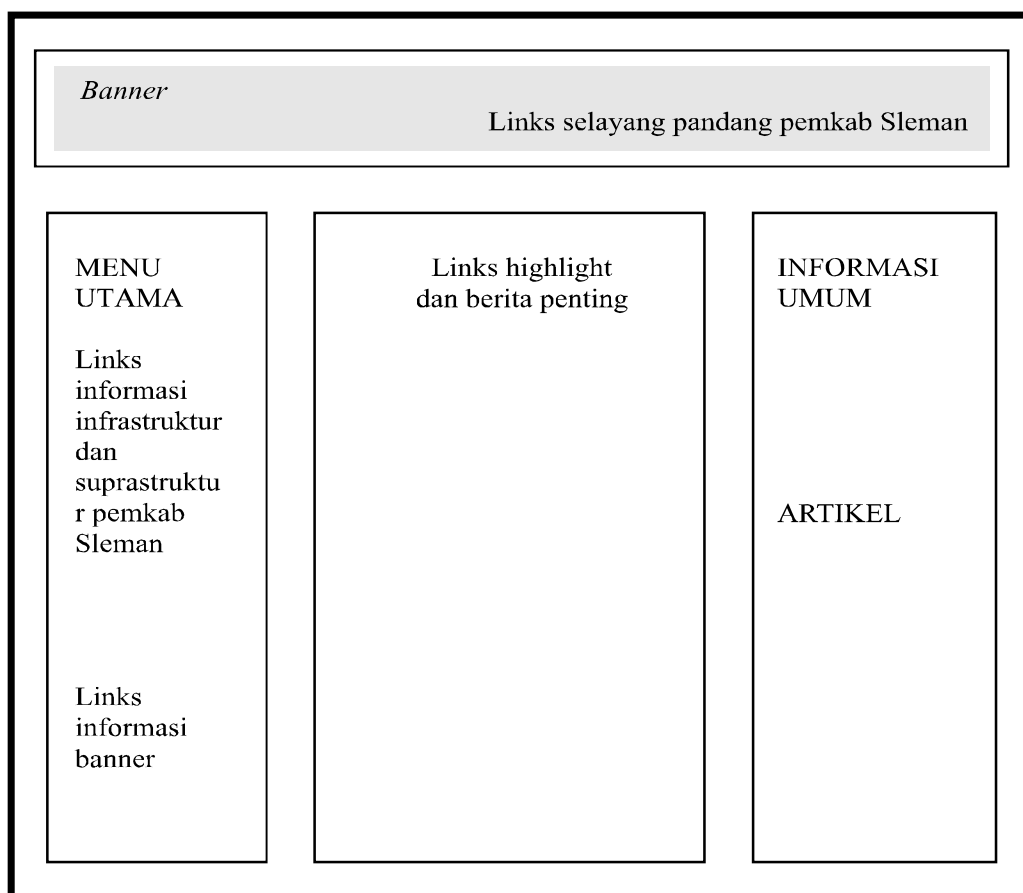 Banner
Links selayang pandang pemkab Sleman
MENU
UTAMA
Links
informasi
infrastruktur
dan
suprastruktu
r pemkab
Sleman
Links
informasi
banner
Links highlight
dan berita penting
INFORMASI
UMUM
ARTIKEL